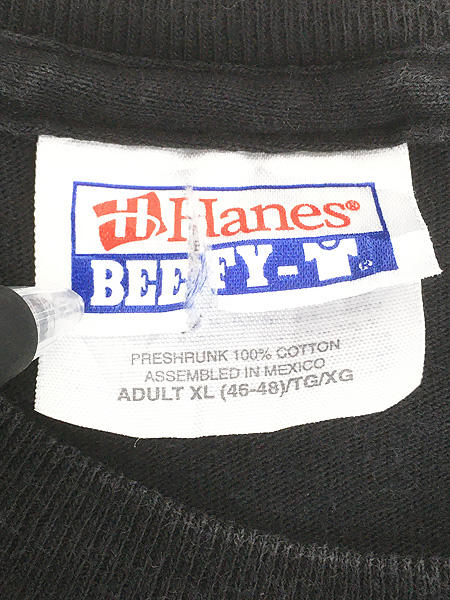 Hanes®
BEEFY-T®
PRESHRUNK 100% COTTON
ASSEMBLED IN MEXICO
ADULT XL (46-48)/TG/XG